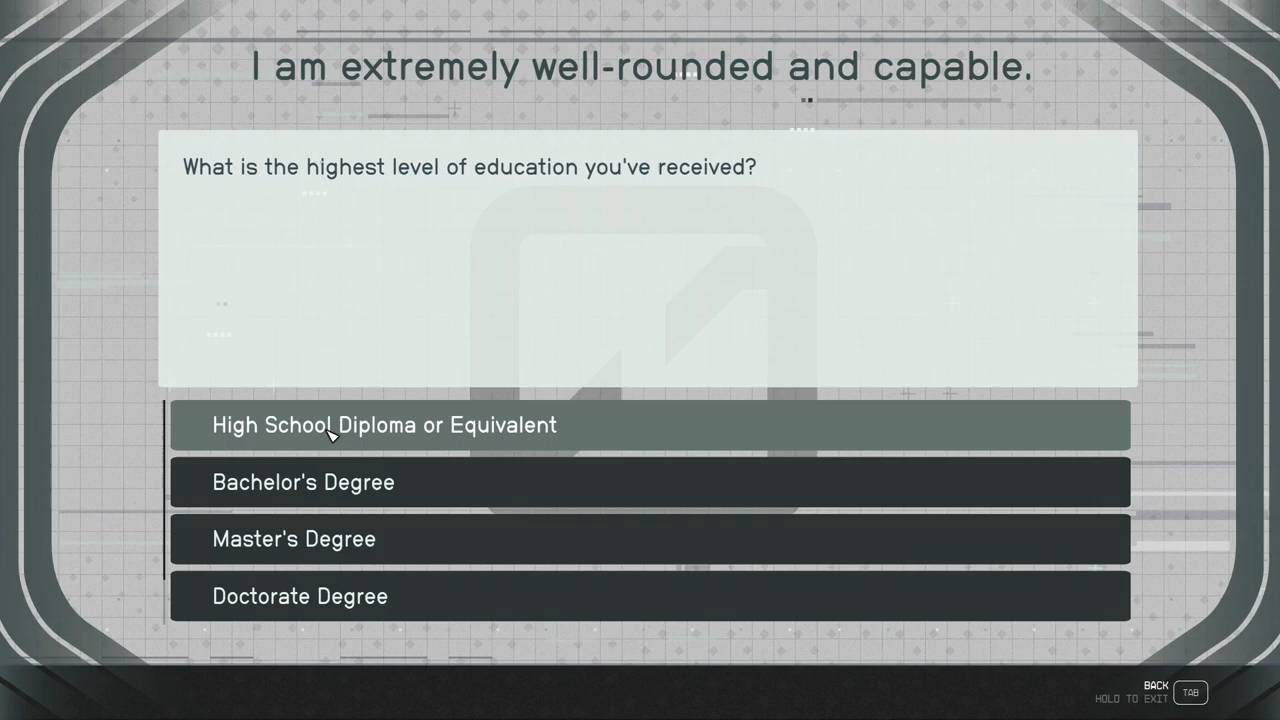 I am extremely well-rounded and capable.
What is the highest level of education you've received?
High School Diploma or Equivalent
Bachelor's Degree
Master's Degree
Doctorate Degree
BACK
HOLD TO EXIT TAB